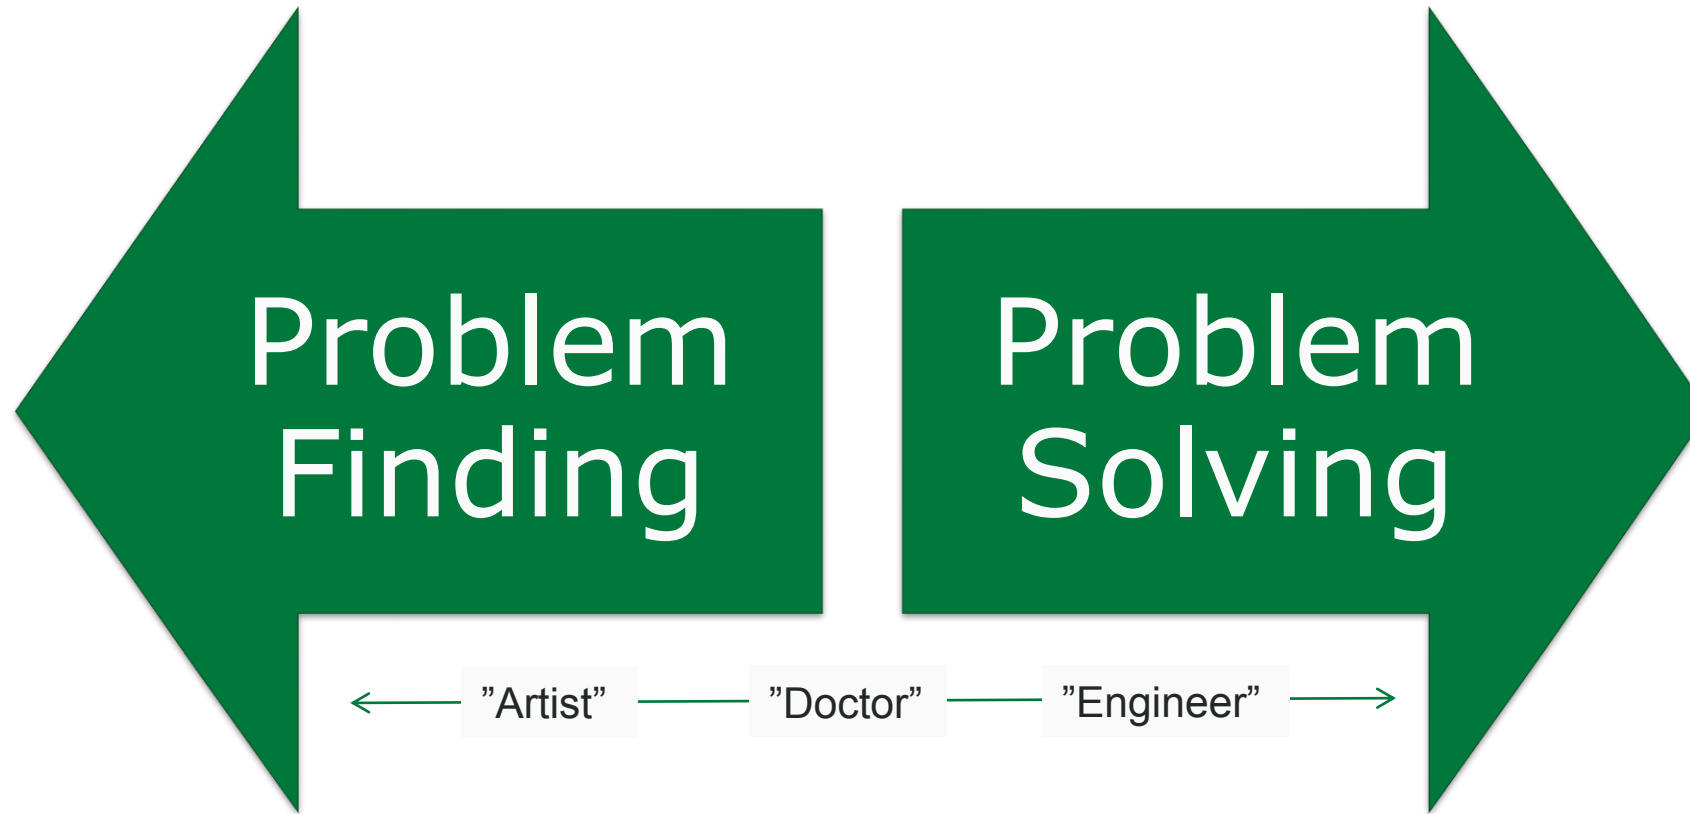 Problem
Finding
Problem
Solving
”Artist”
”Doctor”
”Engineer”